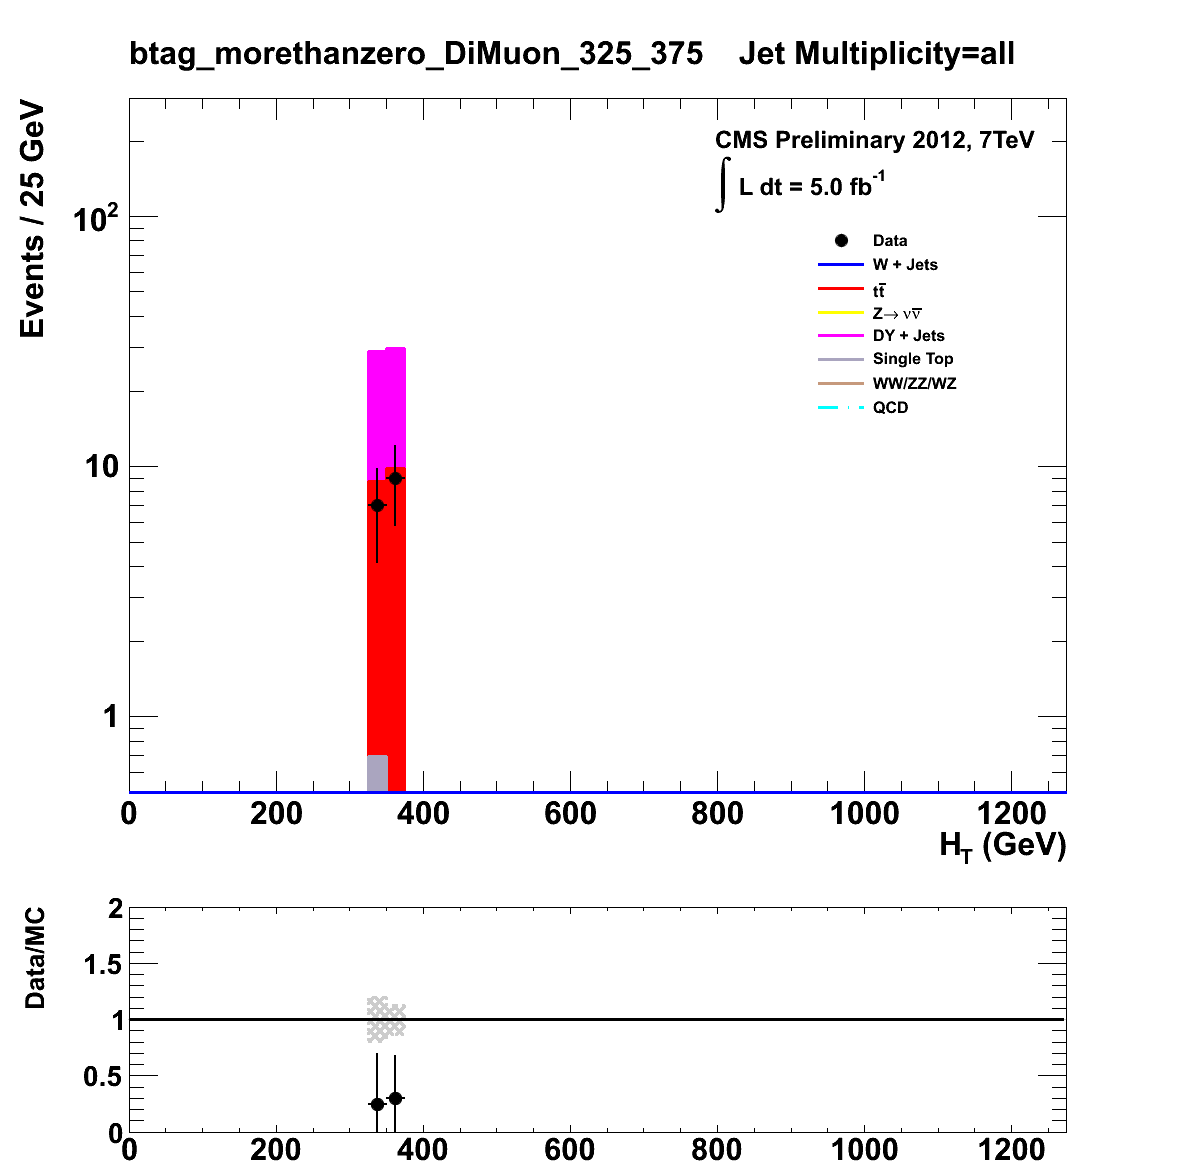 btag_morethanzero_DiMuon_325_375 Jet Multiplicity=all
Events / 25 GeV
CMS Preliminary 2012, 7TeV
∫ L dt = 5.0 fb⁻¹
Data
W + Jets
tt̅
Z→ νν̅
DY + Jets
Single Top
WW/ZZ/WZ
QCD
10²
10
1
0 200 400 600 800 1000 1200
H_T (GeV)
Data/MC
2
1.5
1
0.5
0
0 200 400 600 800 1000 1200